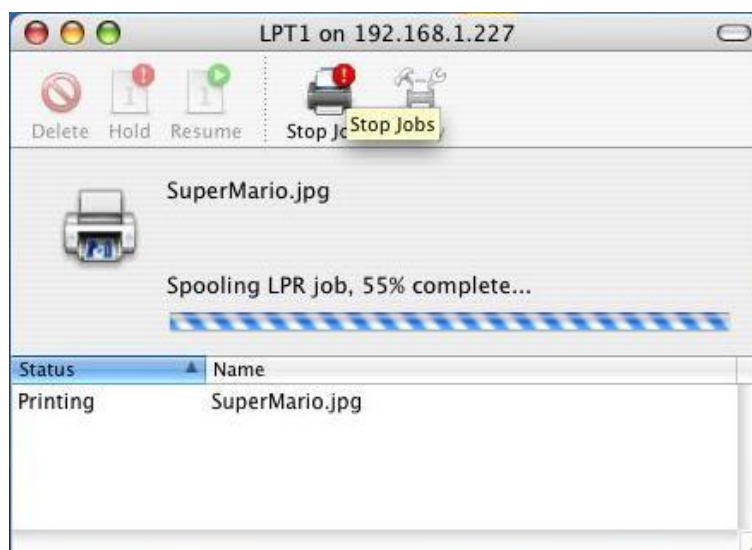 LPT1 on 192.168.1.227
Delete Hold Resume Stop Jo
Stop Jobs
SuperMario.jpg
Spooling LPR job, 55% complete...
Status Name
Printing SuperMario.jpg